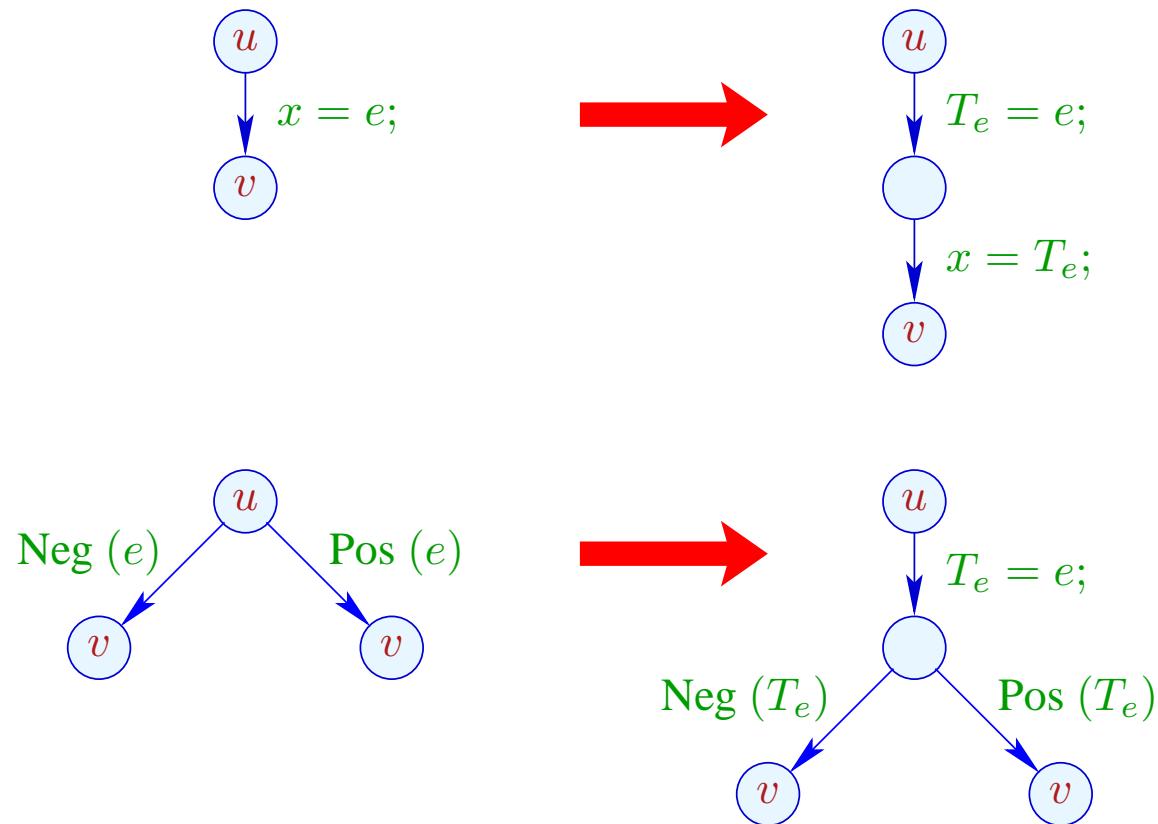 u u
x = e; T_e = e;
v
x = T_e;
v
u u
Neg (e) Pos (e) T_e = e;
v v
Neg (T_e) Pos (T_e)
v v